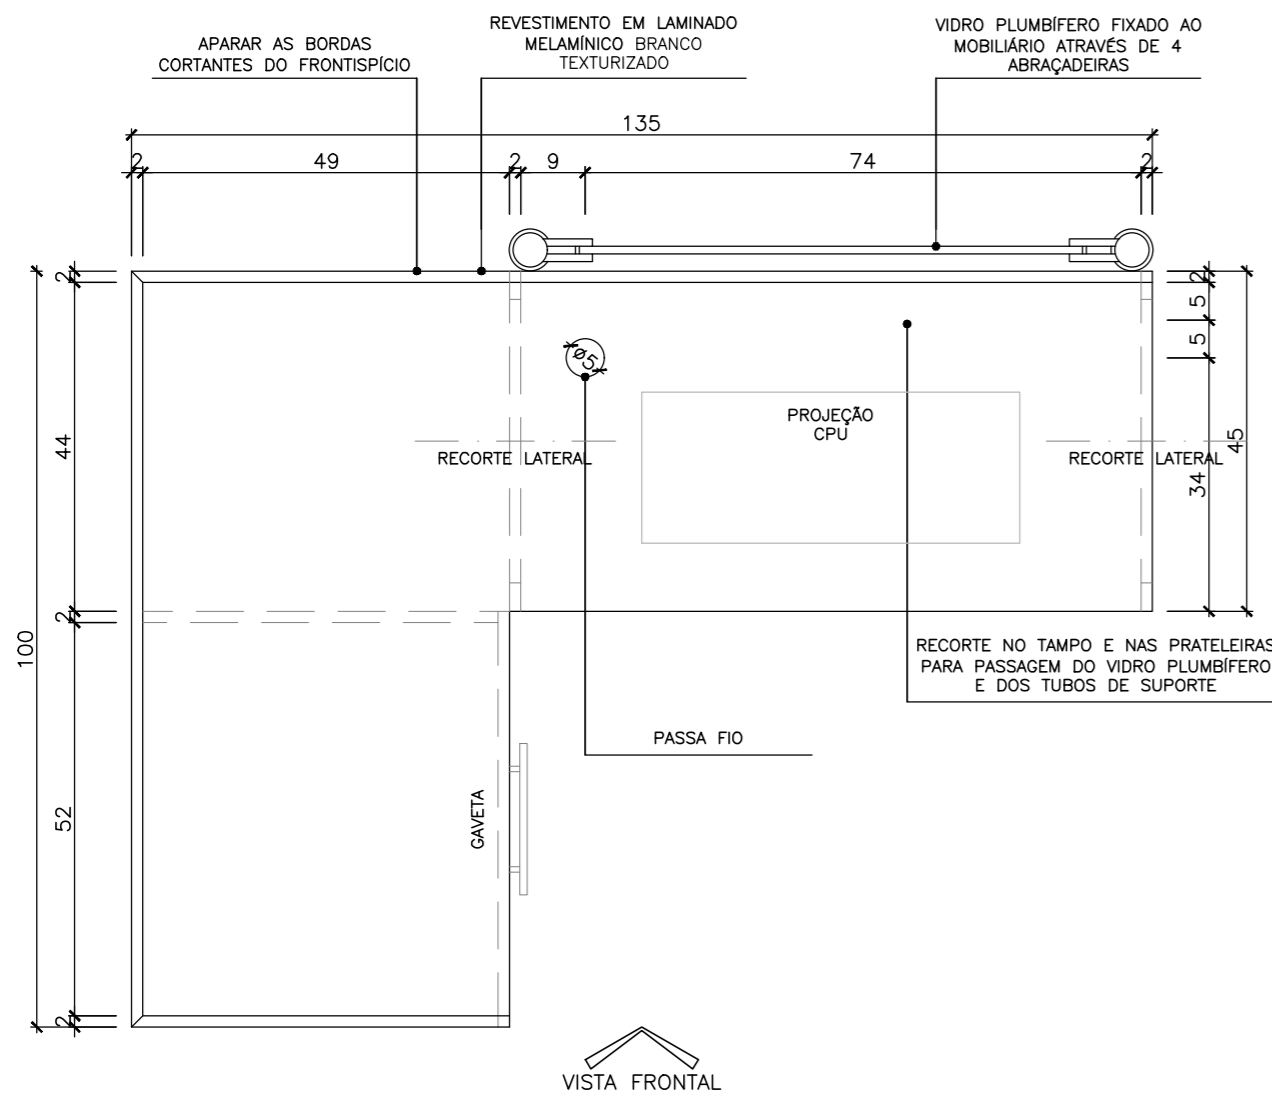 APARAR AS BORDAS
CORTANTES DO FRONTISPÍCIO
REVESTIMENTO EM LAMINADO
MELAMÍNICO BRANCO
TEXTURIZADO
VIDRO PLUMBÍFERO FIXADO AO
MOBILIÁRIO ATRAVÉS DE 4
ABRAÇADEIRAS
135
2 49 2 9 74 2
2
44
2
52
2
100
2
5
5
34
45
ø5
PROJEÇÃO
CPU
RECORTE LATERAL
RECORTE LATERAL
RECORTE NO TAMPO E NAS PRATELEIRAS
PARA PASSAGEM DO VIDRO PLUMBÍFERO
E DOS TUBOS DE SUPORTE
PASSA FIO
GAVETA
VISTA FRONTAL